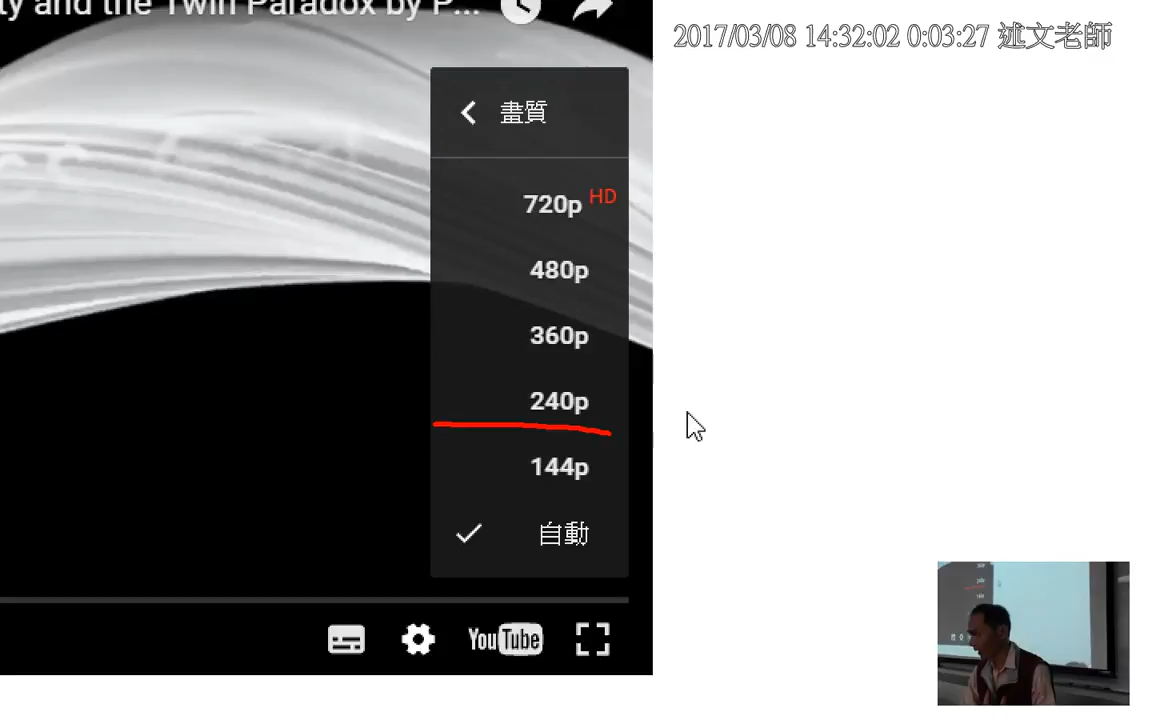 ty and the Twin Paradox by P...
2017/03/08 14:32:02 0:03:27 述文老師
畫質
720p HD
480p
360p
240p
144p
自動
YouTube